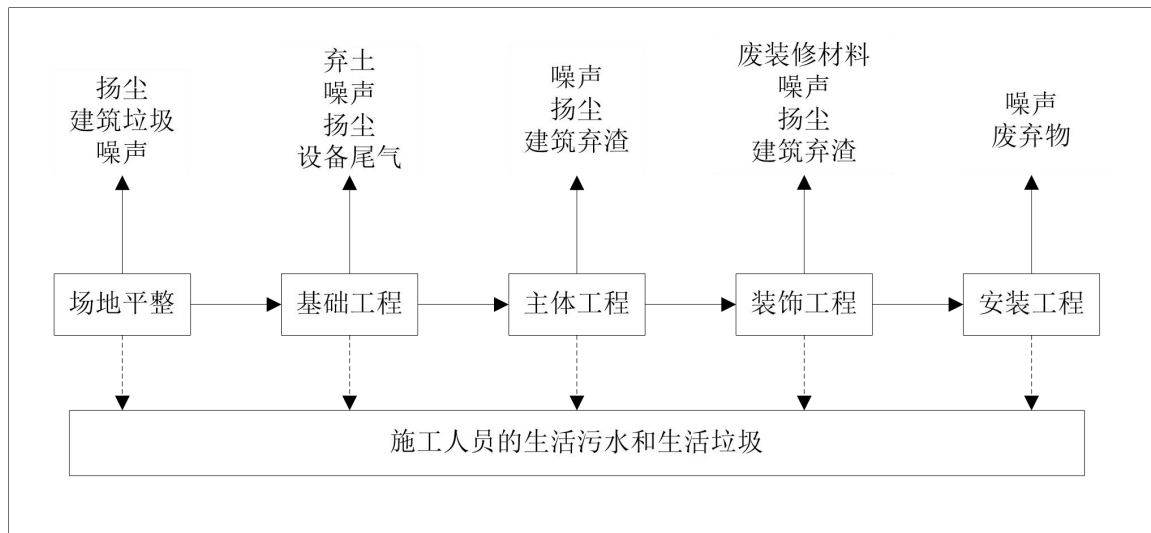 扬尘
建筑垃圾
噪声
弃土
噪声
扬尘
设备尾气
噪声
扬尘
建筑弃渣
废装修材料
噪声
扬尘
建筑弃渣
噪声
废弃物
场地平整
基础工程
主体工程
装饰工程
安装工程
施工人员的生活污水和生活垃圾